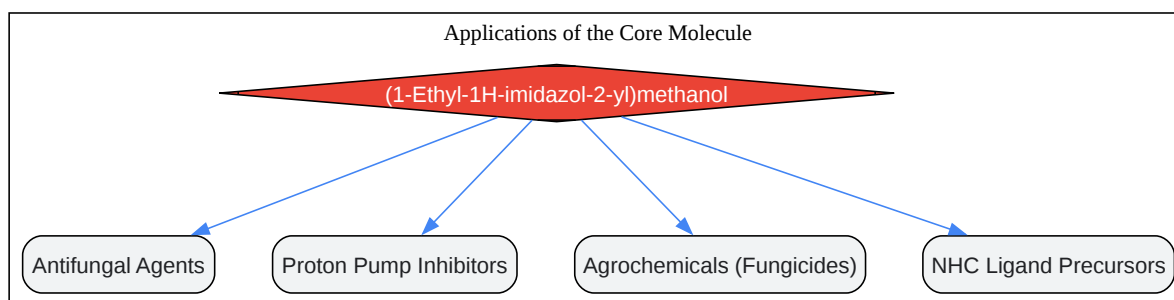 Applications of the Core Molecule
(1-Ethyl-1H-imidazol-2-yl)methanol
Antifungal Agents
Proton Pump Inhibitors
Agrochemicals (Fungicides)
NHC Ligand Precursors